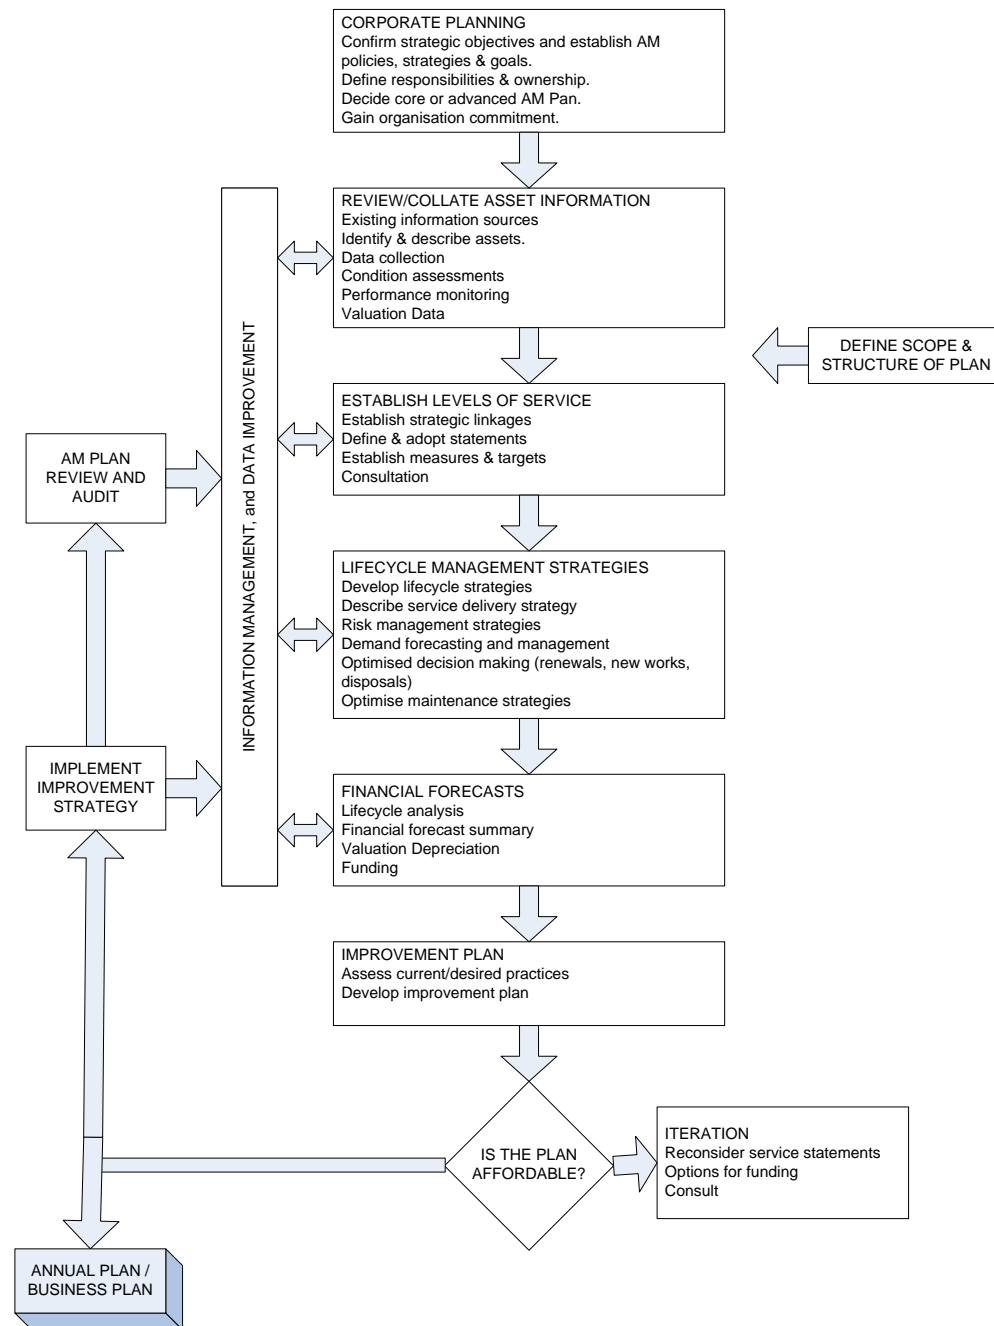 CORPORATE PLANNING
Confirm strategic objectives and establish AM
policies, strategies & goals.
Define responsibilities & ownership.
Decide core or advanced AM Pan.
Gain organisation commitment.
REVIEW/COLLATE ASSET INFORMATION
Existing information sources
Identify & describe assets.
Data collection
Condition assessments
Performance monitoring
Valuation Data
DEFINE SCOPE &
STRUCTURE OF PLAN
INFORMATION MANAGEMENT, and DATA IMPROVEMENT
ESTABLISH LEVELS OF SERVICE
Establish strategic linkages
Define & adopt statements
Establish measures & targets
Consultation
AM PLAN
REVIEW AND
AUDIT
LIFECYCLE MANAGEMENT STRATEGIES
Develop lifecycle strategies
Describe service delivery strategy
Risk management strategies
Demand forecasting and management
Optimised decision making (renewals, new works,
disposals)
Optimise maintenance strategies
IMPLEMENT
IMPROVEMENT
STRATEGY
FINANCIAL FORECASTS
Lifecycle analysis
Financial forecast summary
Valuation Depreciation
Funding
IMPROVEMENT PLAN
Assess current/desired practices
Develop improvement plan
IS THE PLAN
AFFORDABLE?
ITERATION
Reconsider service statements
Options for funding
Consult
ANNUAL PLAN /
BUSINESS PLAN